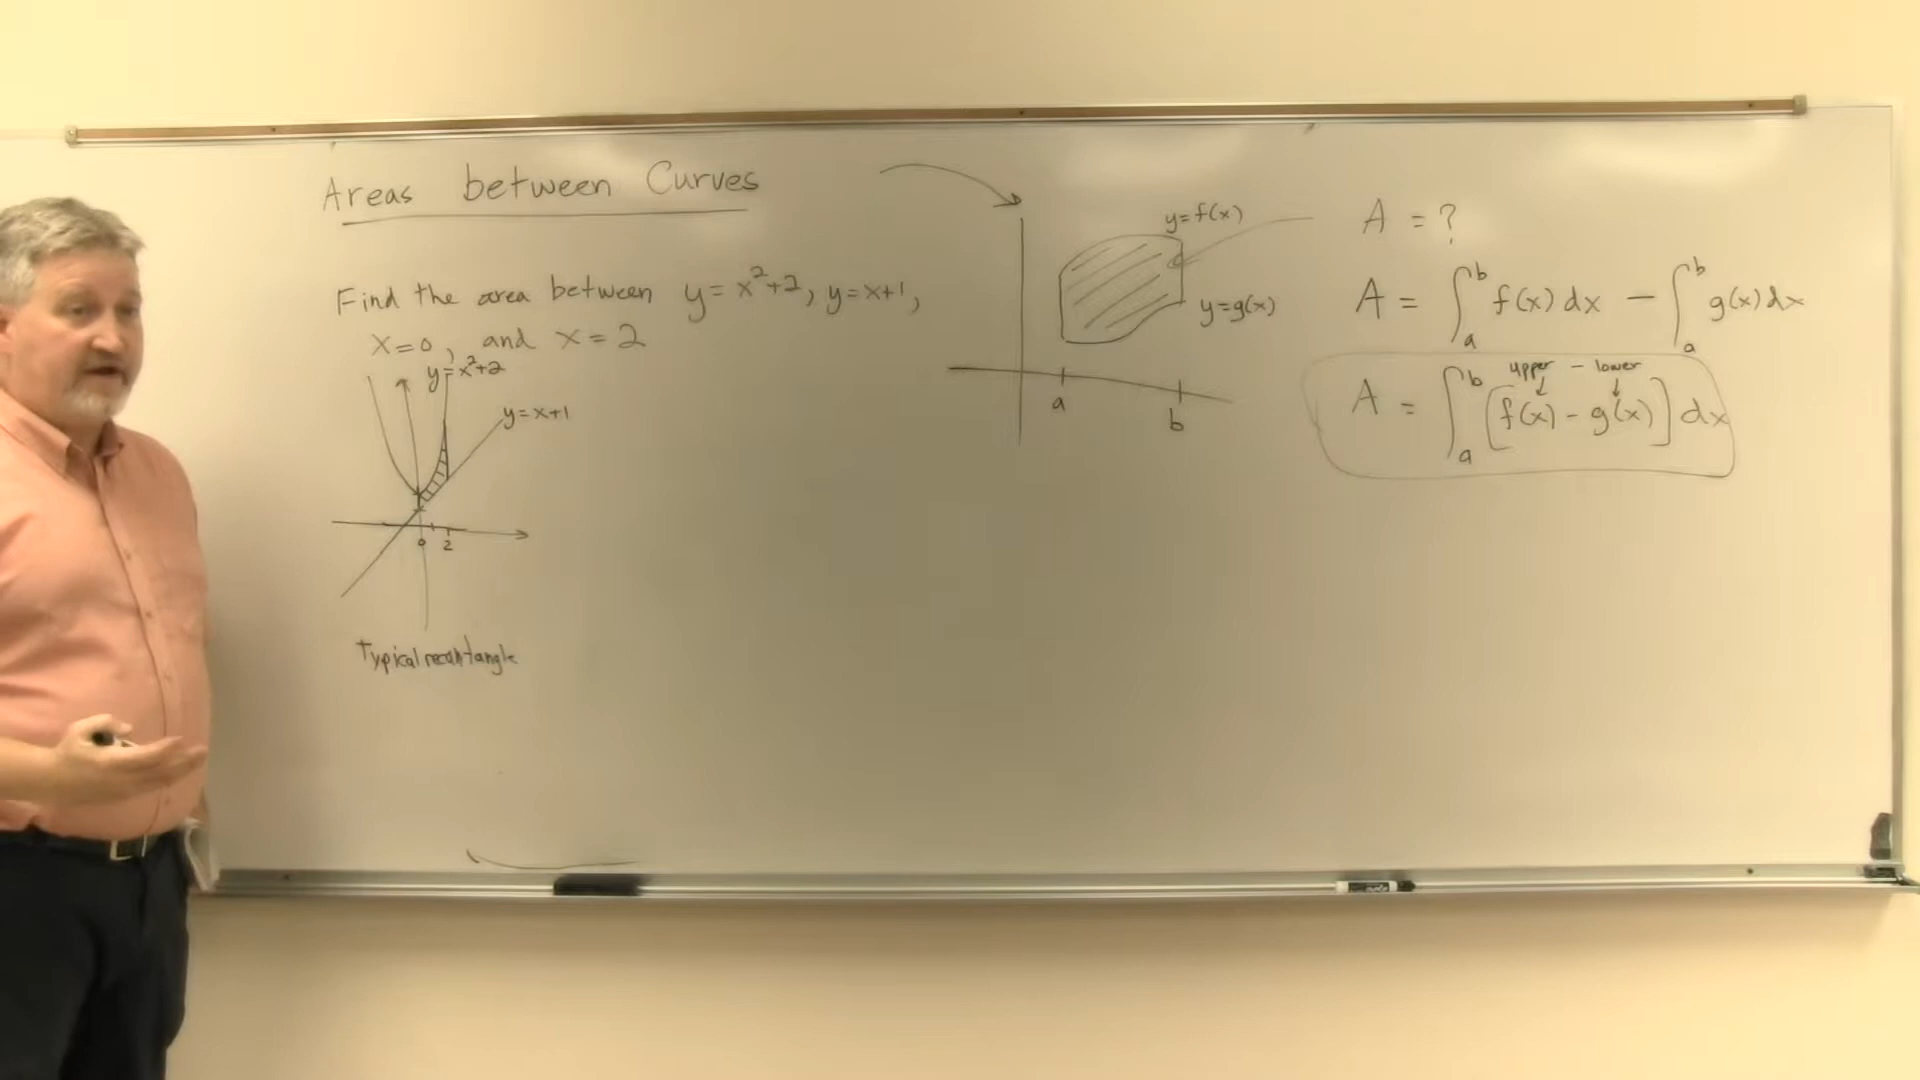 Areas between Curves
Find the area between y = x²+2, y = x+1,
x=0, and x = 2
y=x²+2
y=x+1
0 2
Typical recantangle
y=f(x)
y=g(x)
a
b
A = ?
A = ∫ₐᵇ f(x) dx − ∫ₐᵇ g(x) dx
upper − lower
A = ∫ₐᵇ [f(x) − g(x)] dx